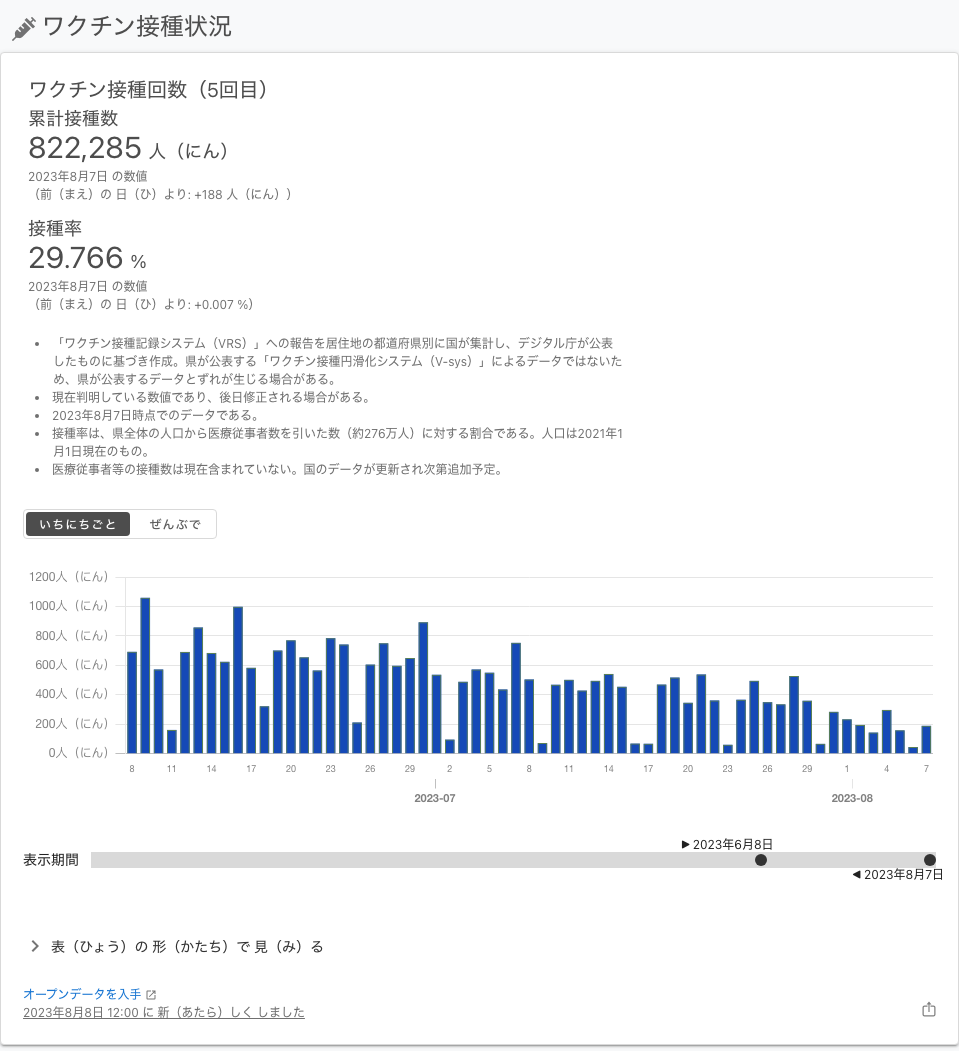 ワクチン接種状況
ワクチン接種回数（5回目）
累計接種数
822,285 人（にん）
2023年8月7日 の数値
（前（まえ）の 日（ひ）より: +188 人（にん））
接種率
29.766 %
2023年8月7日 の数値
（前（まえ）の 日（ひ）より: +0.007 %）
• 「ワクチン接種記録システム（VRS）」への報告を居住地の都道府県別に国が集計し、デジタル庁が公表
したものに基づき作成。県が公表する「ワクチン接種円滑化システム（V-sys）」によるデータではないた
め、県が公表するデータとずれが生じる場合がある。
• 現在判明している数値であり、後日修正される場合がある。
• 2023年8月7日時点でのデータである。
• 接種率は、県全体の人口から医療従事者数を引いた数（約276万人）に対する割合である。人口は2021年1
月1日現在のもの。
• 医療従事者等の接種数は現在含まれていない。国のデータが更新され次第追加予定。
いちにちごと ぜんぶで
1200人（にん）
1000人（にん）
800人（にん）
600人（にん）
400人（にん）
200人（にん）
0人（にん）
8 11 14 17 20 23 26 29 2 5 8 11 14 17 20 23 26 29 1 4 7
2023-07 2023-08
▶ 2023年6月8日
表示期間
◀ 2023年8月7日
表（ひょう）の 形（かたち）で 見（み）る
オープンデータを入手
2023年8月8日 12:00 に 新（あたら）しく しました